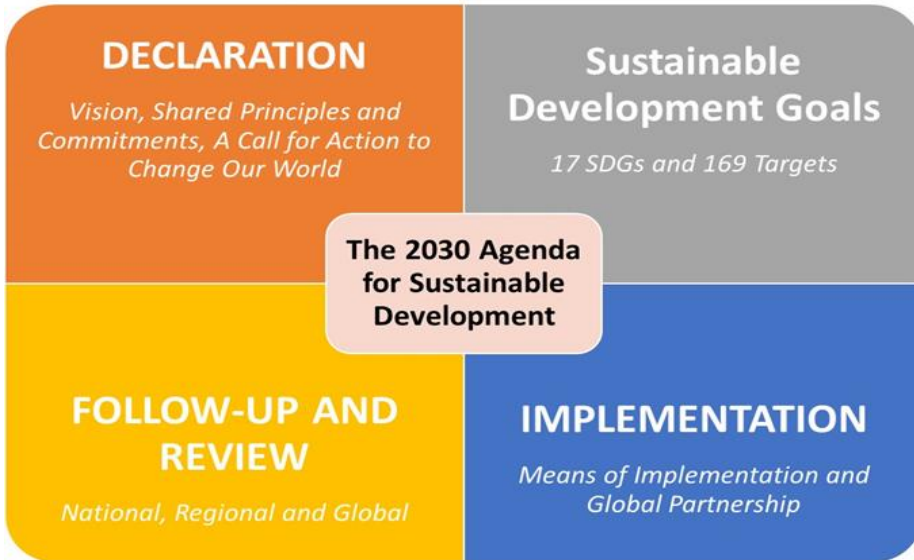 DECLARATION
Vision, Shared Principles and
Commitments, A Call for Action to
Change Our World
Sustainable
Development Goals
17 SDGs and 169 Targets
The 2030 Agenda
for Sustainable
Development
FOLLOW-UP AND
REVIEW
National, Regional and Global
IMPLEMENTATION
Means of Implementation and
Global Partnership